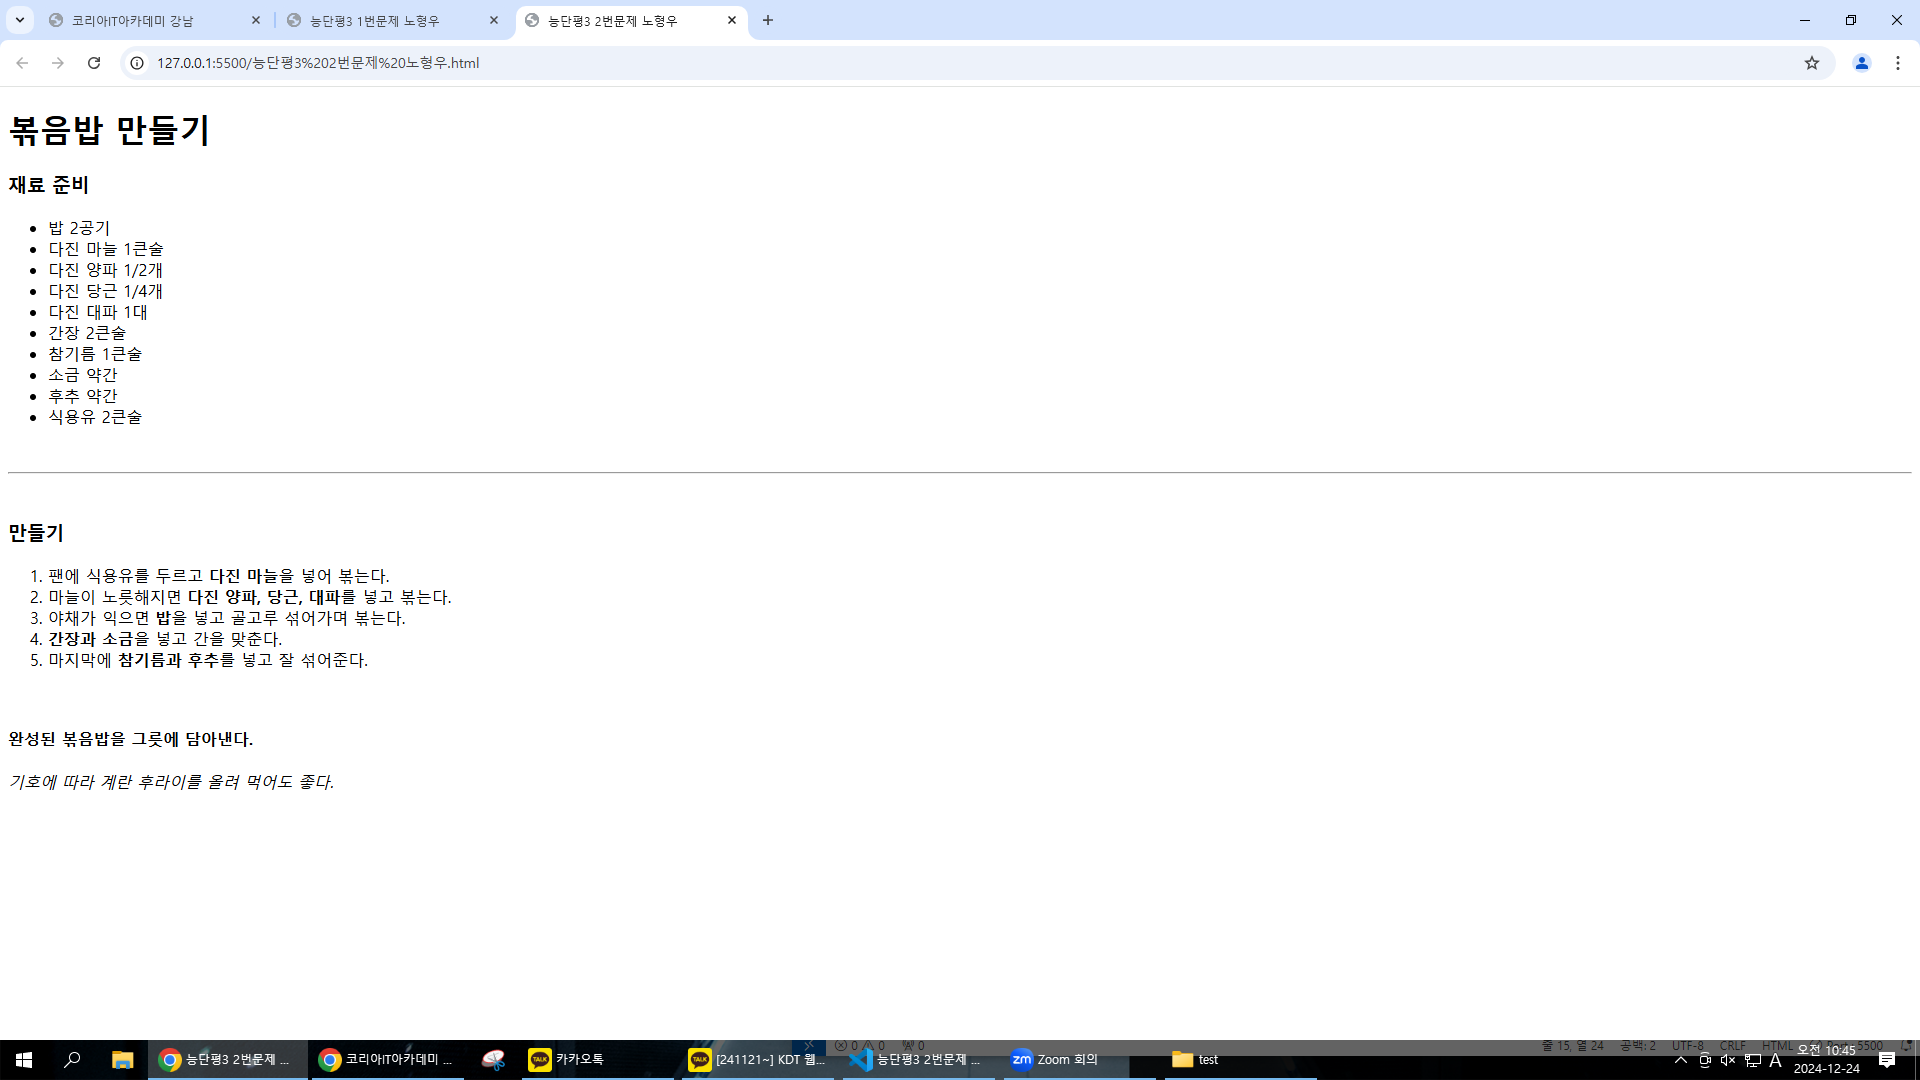 코리아IT아카데미 강남
능단평3 1번문제 노형우
능단평3 2번문제 노형우
127.0.0.1:5500/능단평3%202번문제%20노형우.html
볶음밥 만들기
재료 준비
밥 2공기
다진 마늘 1큰술
다진 양파 1/2개
다진 당근 1/4개
다진 대파 1대
간장 2큰술
참기름 1큰술
소금 약간
후추 약간
식용유 2큰술
만들기
1. 팬에 식용유를 두르고 다진 마늘을 넣어 볶는다.
2. 마늘이 노릇해지면 다진 양파, 당근, 대파를 넣고 볶는다.
3. 야채가 익으면 밥을 넣고 골고루 섞어가며 볶는다.
4. 간장과 소금을 넣고 간을 맞춘다.
5. 마지막에 참기름과 후추를 넣고 잘 섞어준다.
완성된 볶음밥을 그릇에 담아낸다.
기호에 따라 계란 후라이를 올려 먹어도 좋다.
0 0 0 줄 15, 열 24 공백: 2 UTF-8 CRLF HTML 5500
능단평3 2번문제 ... 코리아IT아카데미 ... TALK 카카오톡 TALK [241121~] KDT 웹... 능단평3 2번문제 ... zm Zoom 회의 test A 오전 10:45
2024-12-24